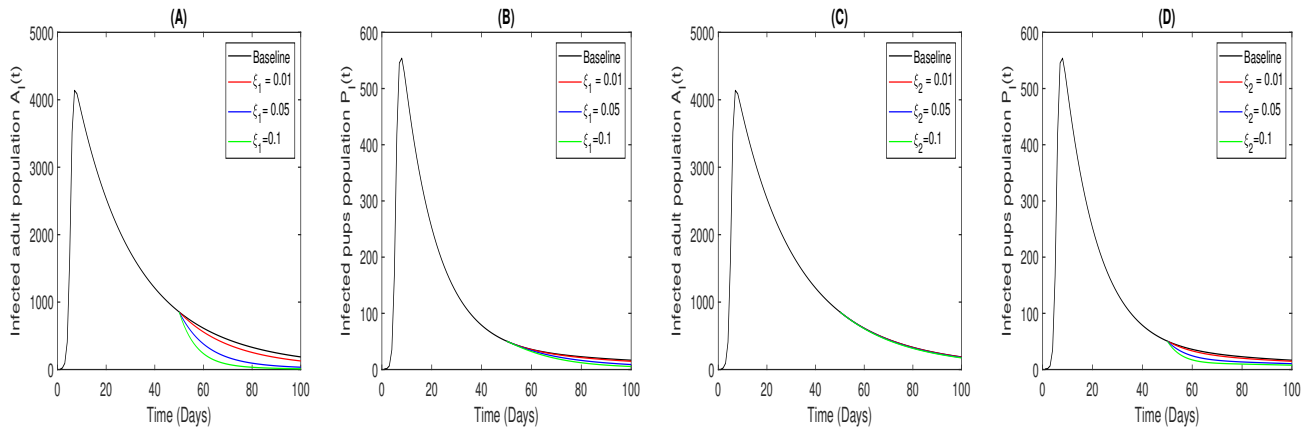 (A)
Infected adult population A_I(t)
5000
4000
3000
2000
1000
0
0 20 40 60 80 100
Time (Days)
Baseline
ξ_1 = 0.01
ξ_1 = 0.05
ξ_1 =0.1
(B)
Infected pups population P_I(t)
600
500
400
300
200
100
0
0 20 40 60 80 100
Time (Days)
Baseline
ξ_1 = 0.01
ξ_1 = 0.05
ξ_1 =0.1
(C)
Infected adult population A_I(t)
5000
4000
3000
2000
1000
0
0 20 40 60 80 100
Time (Days)
Baseline
ξ_2 = 0.01
ξ_2 = 0.05
ξ_2 =0.1
(D)
Infected pups population P_I(t)
600
500
400
300
200
100
0
0 20 40 60 80 100
Time (Days)
Baseline
ξ_2 = 0.01
ξ_2 = 0.05
ξ_2 =0.1